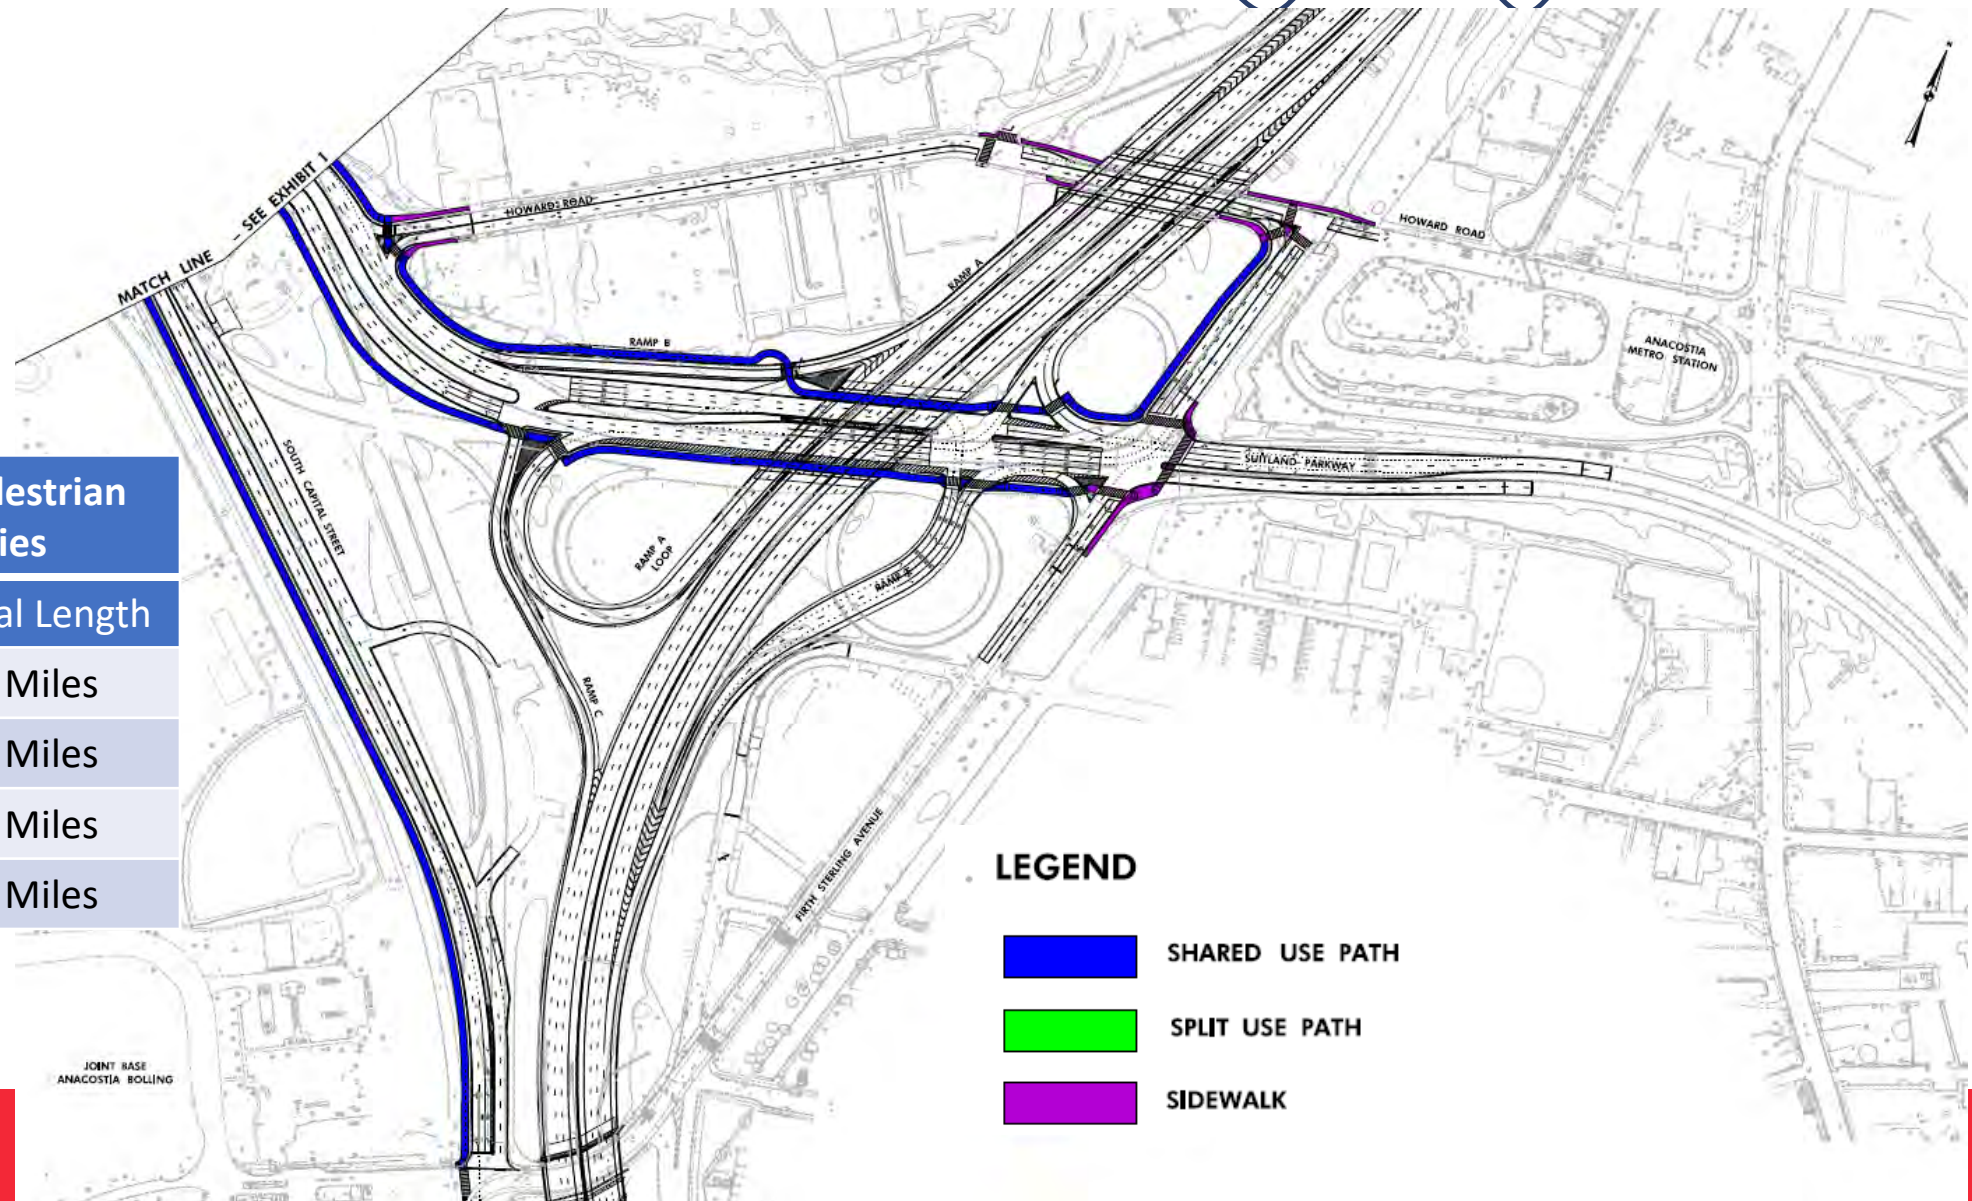 N
MATCH LINE - SEE EXHIBIT 1
HOWARD ROAD
HOWARD ROAD
RAMP A
RAMP B
ANACOSTIA
METRO STATION
SOUTH CAPITAL STREET
SUITLAND PARKWAY
RAMP A
LOOP
RAMP C
FIRTH STERLING AVENUE
JOINT BASE
ANACOSTIA BOLLING
lestrian
ies
al Length
Miles
Miles
Miles
Miles
LEGEND
SHARED USE PATH
SPLIT USE PATH
SIDEWALK